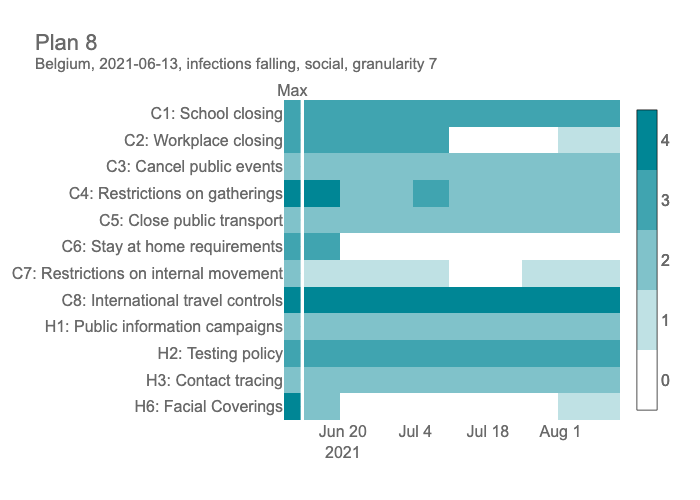 Plan 8
Belgium, 2021-06-13, infections falling, social, granularity 7
Max
C1: School closing
C2: Workplace closing
C3: Cancel public events
C4: Restrictions on gatherings
C5: Close public transport
C6: Stay at home requirements
C7: Restrictions on internal movement
C8: International travel controls
H1: Public information campaigns
H2: Testing policy
H3: Contact tracing
H6: Facial Coverings
Jun 20 Jul 4 Jul 18 Aug 1
2021
4
3
2
1
0